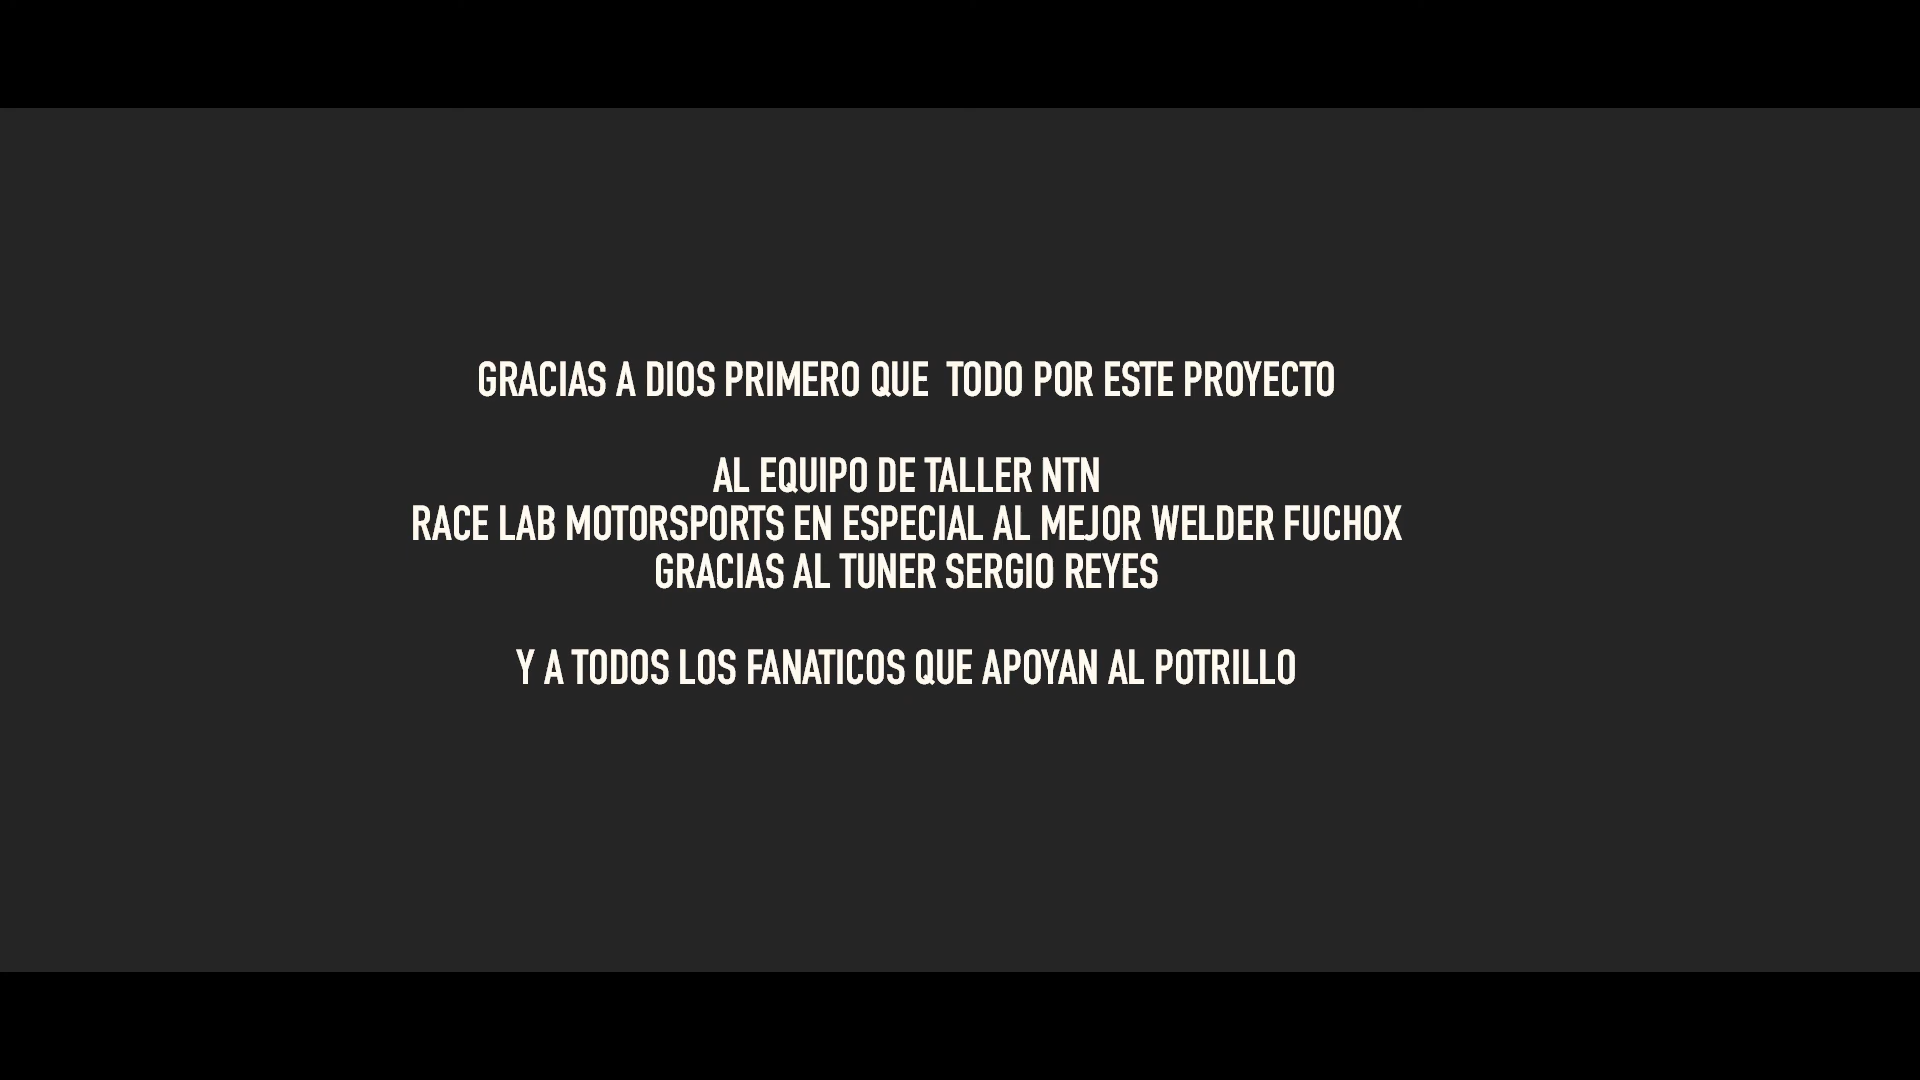 GRACIAS A DIOS PRIMERO QUE  TODO POR ESTE PROYECTO
AL EQUIPO DE TALLER NTN
RACE LAB MOTORSPORTS EN ESPECIAL AL MEJOR WELDER FUCHOX
GRACIAS AL TUNER SERGIO REYES
Y A TODOS LOS FANATICOS QUE APOYAN AL POTRILLO